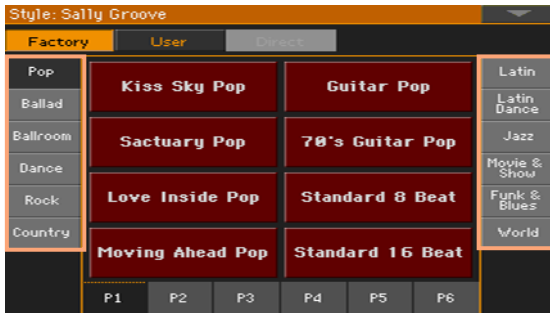 Style: Sally Groove
Factory User Direct
Pop
Ballad
Ballroom
Dance
Rock
Country
Kiss Sky Pop Guitar Pop
Sactuary Pop 70's Guitar Pop
Love Inside Pop Standard 8 Beat
Moving Ahead Pop Standard 16 Beat
Latin
Latin
Dance
Jazz
Movie &
Show
Funk &
Blues
World
P1 P2 P3 P4 P5 P6